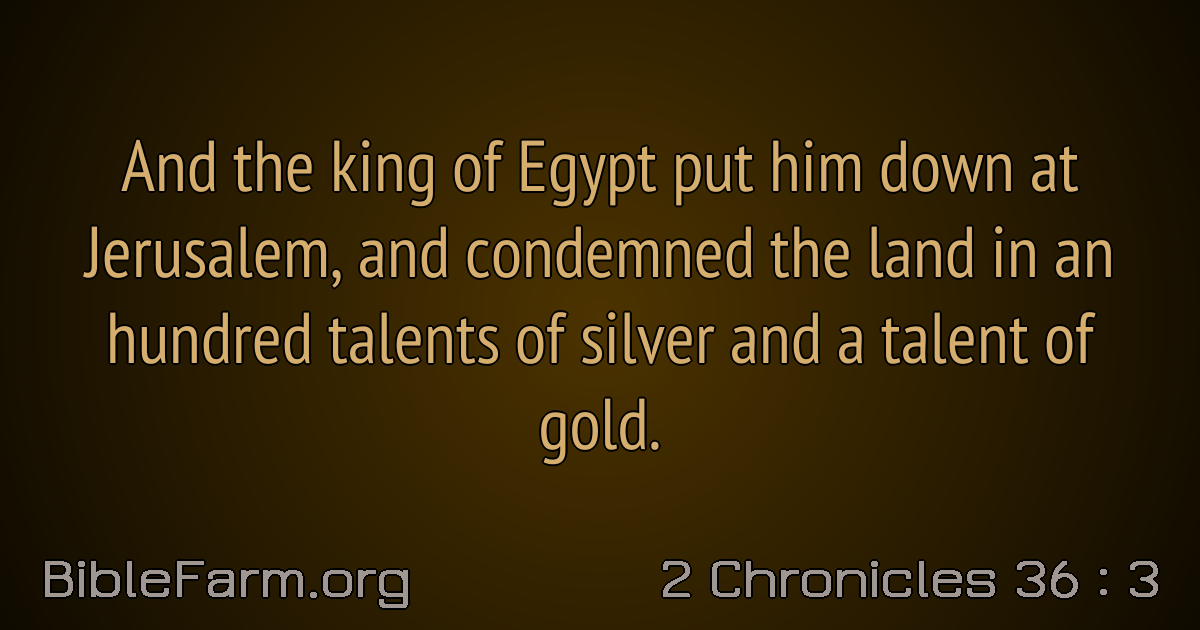 And the king of Egypt put him down at
Jerusalem, and condemned the land in an
hundred talents of silver and a talent of
gold.
BibleFarm.org
2 Chronicles 36 : 3